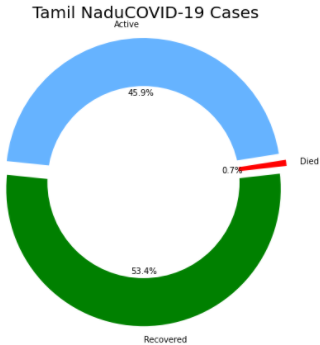 Tamil NaduCOVID-19 Cases
Active
45.9%
0.7%
Died
53.4%
Recovered